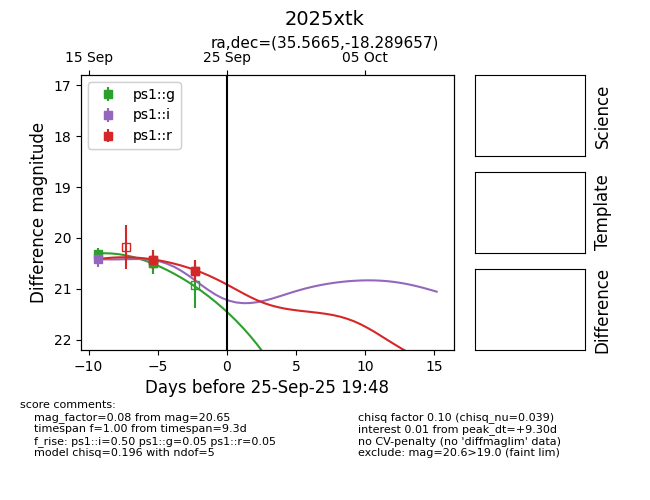 2025xtk
ra,dec=(35.5665,-18.289657)
15 Sep
25 Sep
05 Oct
ps1::g
ps1::i
ps1::r
Difference magnitude
17
18
19
20
21
22
−10
−5
0
5
10
15
Days before 25-Sep-25 19:48
Science
Template
Difference
score comments:
mag_factor=0.08 from mag=20.65
timespan f=1.00 from timespan=9.3d
f_rise: ps1::i=0.50 ps1::g=0.05 ps1::r=0.05
model chisq=0.196 with ndof=5
chisq factor 0.10 (chisq_nu=0.039)
interest 0.01 from peak_dt=+9.30d
no CV-penalty (no 'diffmaglim' data)
exclude: mag=20.6>19.0 (faint lim)